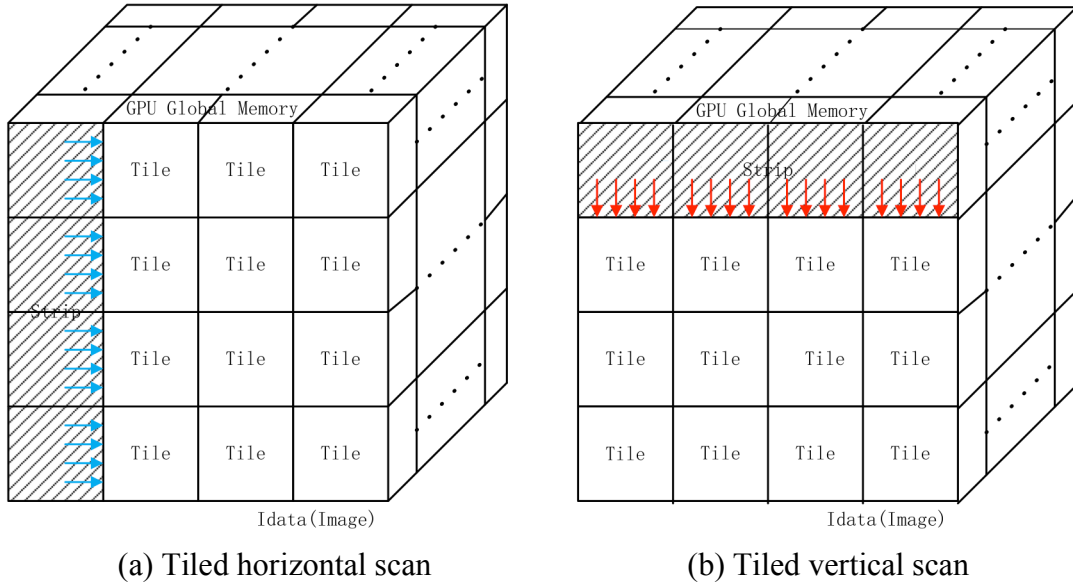 GPU Global Memory
Tile Tile Tile
Tile Tile Tile
Strip
Tile Tile Tile
Tile Tile Tile
Idata(Image)
(a) Tiled horizontal scan
GPU Global Memory
Strip
Tile Tile Tile Tile
Tile Tile Tile Tile
Tile Tile Tile Tile
Idata(Image)
(b) Tiled vertical scan